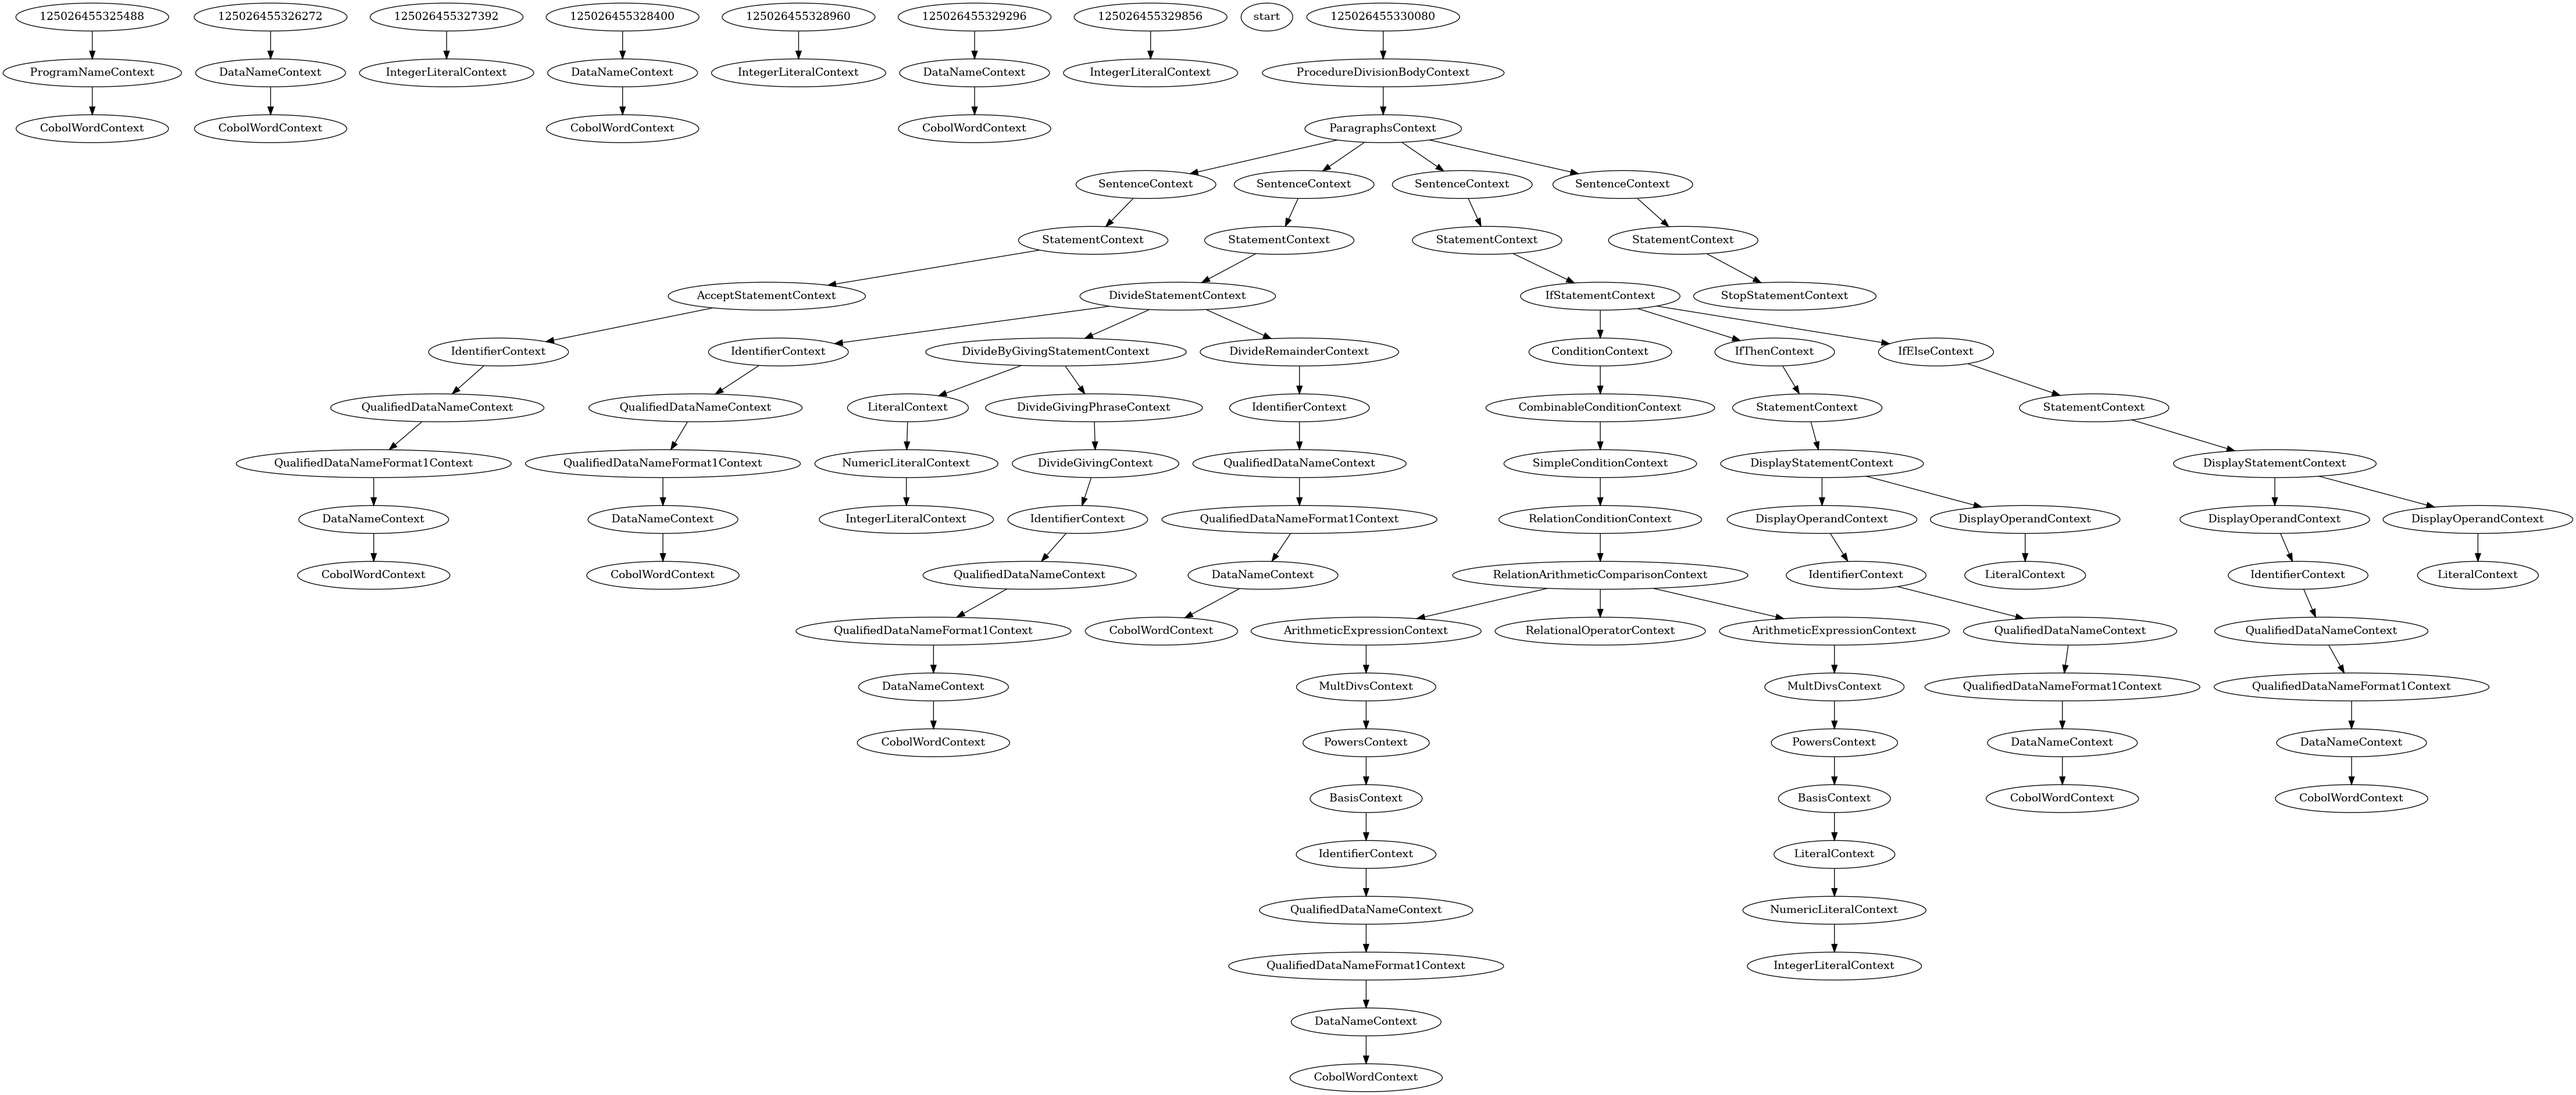 125026455325488 125026455326272 125026455327392 125026455328400 125026455328960 125026455329296 125026455329856 start 125026455330080
ProgramNameContext DataNameContext IntegerLiteralContext DataNameContext IntegerLiteralContext DataNameContext IntegerLiteralContext ProcedureDivisionBodyContext
CobolWordContext CobolWordContext CobolWordContext CobolWordContext ParagraphsContext
SentenceContext SentenceContext SentenceContext SentenceContext
StatementContext StatementContext StatementContext StatementContext
AcceptStatementContext DivideStatementContext IfStatementContext StopStatementContext
IdentifierContext IdentifierContext DivideByGivingStatementContext DivideRemainderContext ConditionContext IfThenContext IfElseContext
QualifiedDataNameContext QualifiedDataNameContext LiteralContext DivideGivingPhraseContext IdentifierContext CombinableConditionContext StatementContext StatementContext
QualifiedDataNameFormat1Context QualifiedDataNameFormat1Context NumericLiteralContext DivideGivingContext QualifiedDataNameContext SimpleConditionContext DisplayStatementContext DisplayStatementContext
DataNameContext DataNameContext IntegerLiteralContext IdentifierContext QualifiedDataNameFormat1Context RelationConditionContext DisplayOperandContext DisplayOperandContext DisplayOperandContext DisplayOperandContext
CobolWordContext CobolWordContext QualifiedDataNameContext DataNameContext RelationArithmeticComparisonContext IdentifierContext LiteralContext IdentifierContext LiteralContext
QualifiedDataNameFormat1Context CobolWordContext ArithmeticExpressionContext RelationalOperatorContext ArithmeticExpressionContext QualifiedDataNameContext QualifiedDataNameContext
DataNameContext MultDivsContext MultDivsContext QualifiedDataNameFormat1Context QualifiedDataNameFormat1Context
CobolWordContext PowersContext PowersContext DataNameContext DataNameContext
BasisContext BasisContext CobolWordContext CobolWordContext
IdentifierContext LiteralContext
QualifiedDataNameContext NumericLiteralContext
QualifiedDataNameFormat1Context IntegerLiteralContext
DataNameContext
CobolWordContext